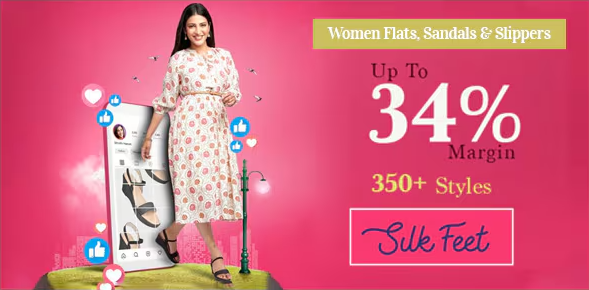 Women Flats, Sandals & Slippers
Up To
34%
Margin
350+ Styles
Silk Feet